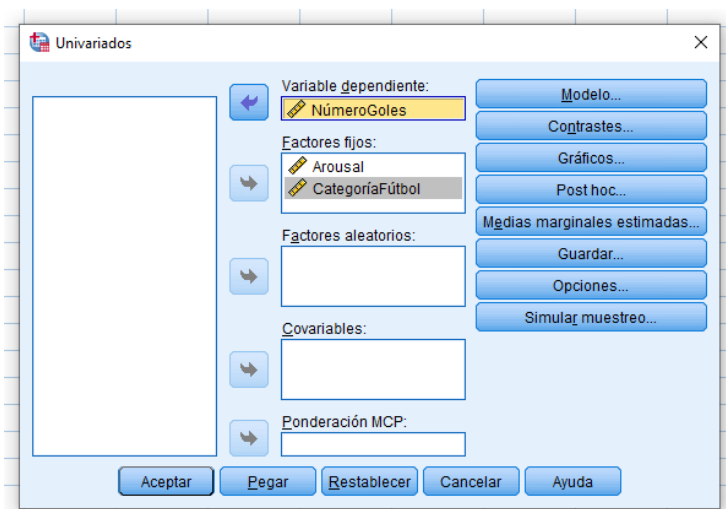 Univariados
Variable dependiente:
NúmeroGoles
Factores fijos:
Arousal
CategoríaFútbol
Factores aleatorios:
Covariables:
Ponderación MCP:
Modelo...
Contrastes...
Gráficos...
Post hoc...
Medias marginales estimadas...
Guardar...
Opciones...
Simular muestreo...
Aceptar
Pegar
Restablecer
Cancelar
Ayuda